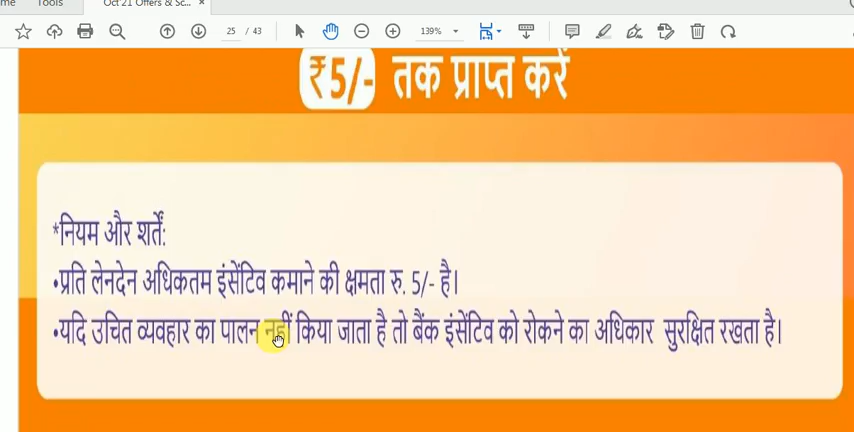 Tools
Oct'21 Offers & Sc... ×
25 / 43
139%
₹5/- तक प्राप्त करें
*नियम और शर्तें:
•प्रति लेनदेन अधिकतम इंसेंटिव कमाने की क्षमता रु. 5/- है।
•यदि उचित व्यवहार का पालन नहीं किया जाता है तो बैंक इंसेंटिव को रोकने का अधिकार सुरक्षित रखता है।